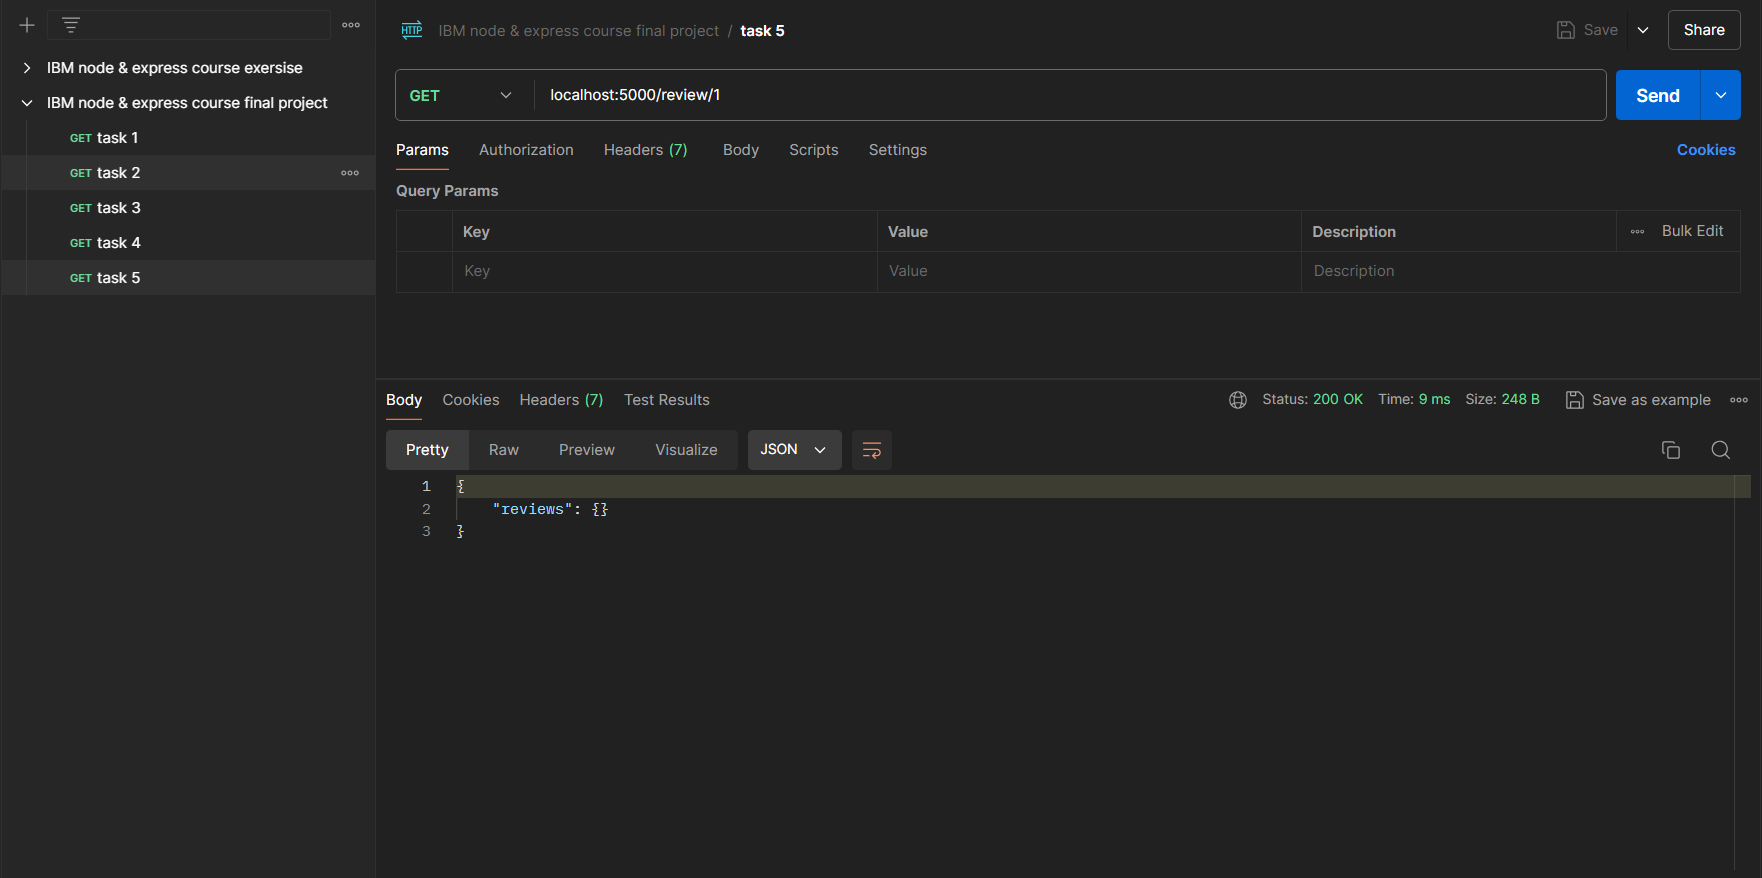 IBM node & express course exersise
IBM node & express course final project
GET task 1
GET task 2
GET task 3
GET task 4
GET task 5
HTTP IBM node & express course final project / task 5
Save
Share
GET localhost:5000/review/1
Send
Params Authorization Headers (7) Body Scripts Settings Cookies
Query Params
Key Value Description Bulk Edit
Key Value Description
Body Cookies Headers (7) Test Results Status: 200 OK Time: 9 ms Size: 248 B Save as example
Pretty Raw Preview Visualize JSON
1 {
2 "reviews": {}
3 }